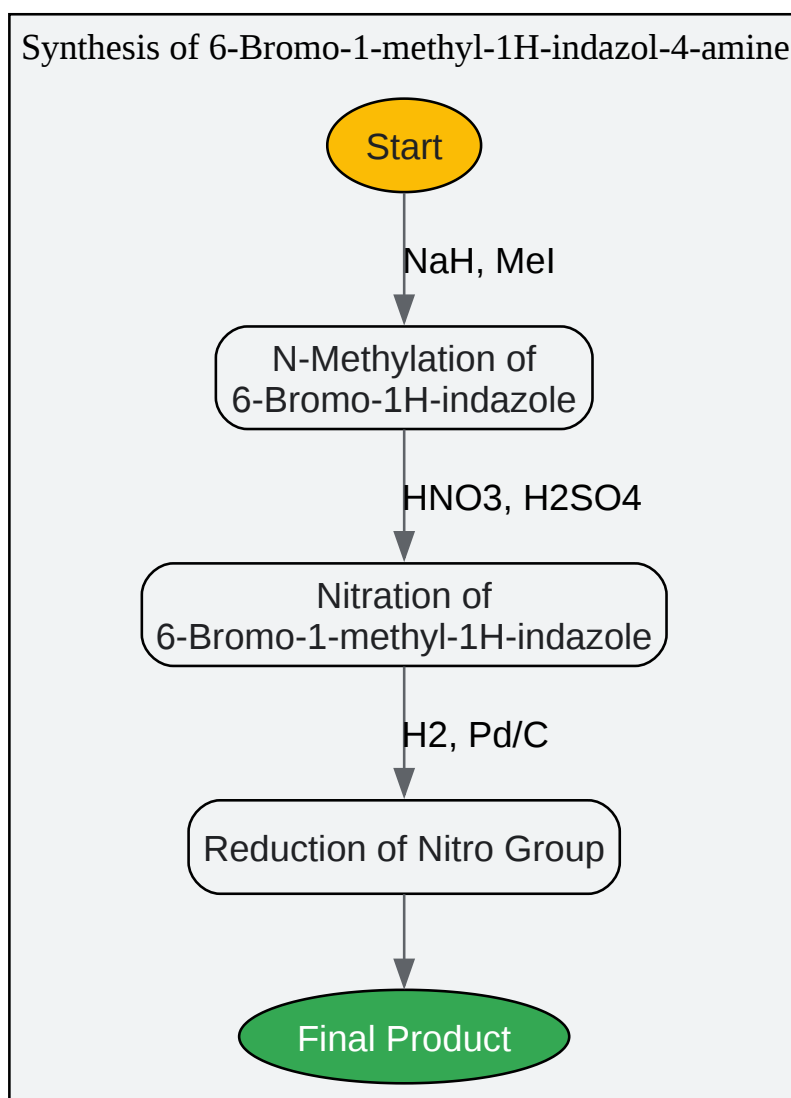 Synthesis of 6-Bromo-1-methyl-1H-indazol-4-amine
Start
NaH, MeI
N-Methylation of
6-Bromo-1H-indazole
HNO3, H2SO4
Nitration of
6-Bromo-1-methyl-1H-indazole
H2, Pd/C
Reduction of Nitro Group
Final Product